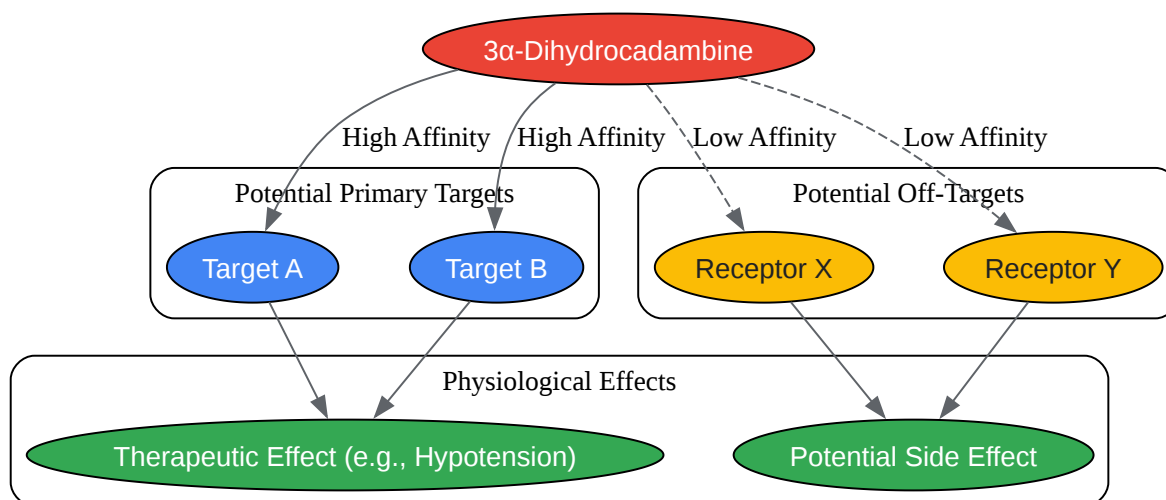 3α-Dihydrocadambine
High Affinity
High Affinity
Low Affinity
Low Affinity
Potential Primary Targets
Potential Off-Targets
Target A
Target B
Receptor X
Receptor Y
Physiological Effects
Therapeutic Effect (e.g., Hypotension)
Potential Side Effect